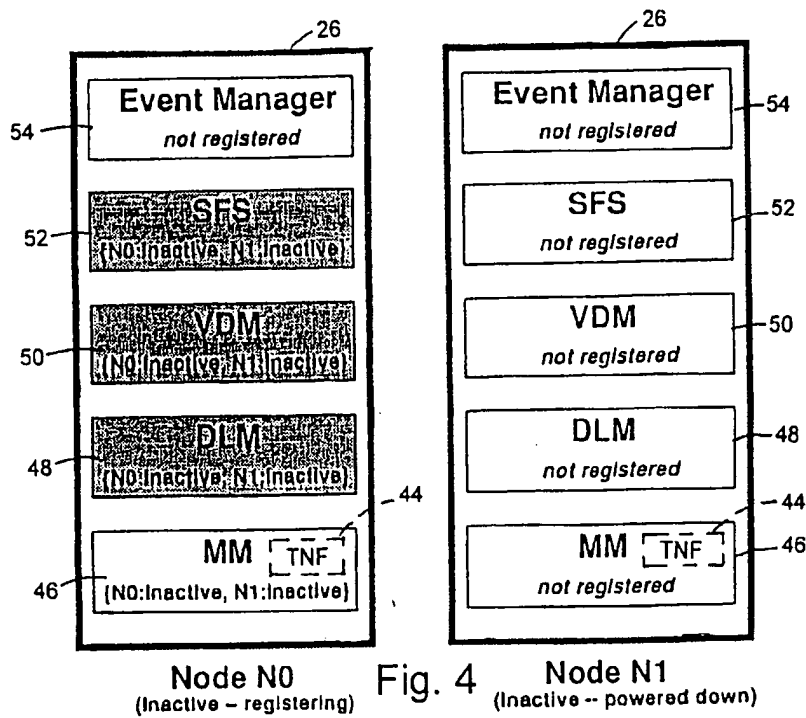 26
26
Event Manager
not registered
54
Event Manager
not registered
54
SFS
{N0:Inactive, N1:Inactive}
52
SFS
not registered
52
VDM
{N0:Inactive, N1:Inactive}
50
VDM
not registered
50
DLM
{N0:Inactive, N1:Inactive}
48
DLM
not registered
48
44
44
MM
TNF
{N0:Inactive, N1:Inactive}
46
MM
TNF
not registered
46
Node N0
(Inactive – registering)
Fig. 4
Node N1
(Inactive -- powered down)